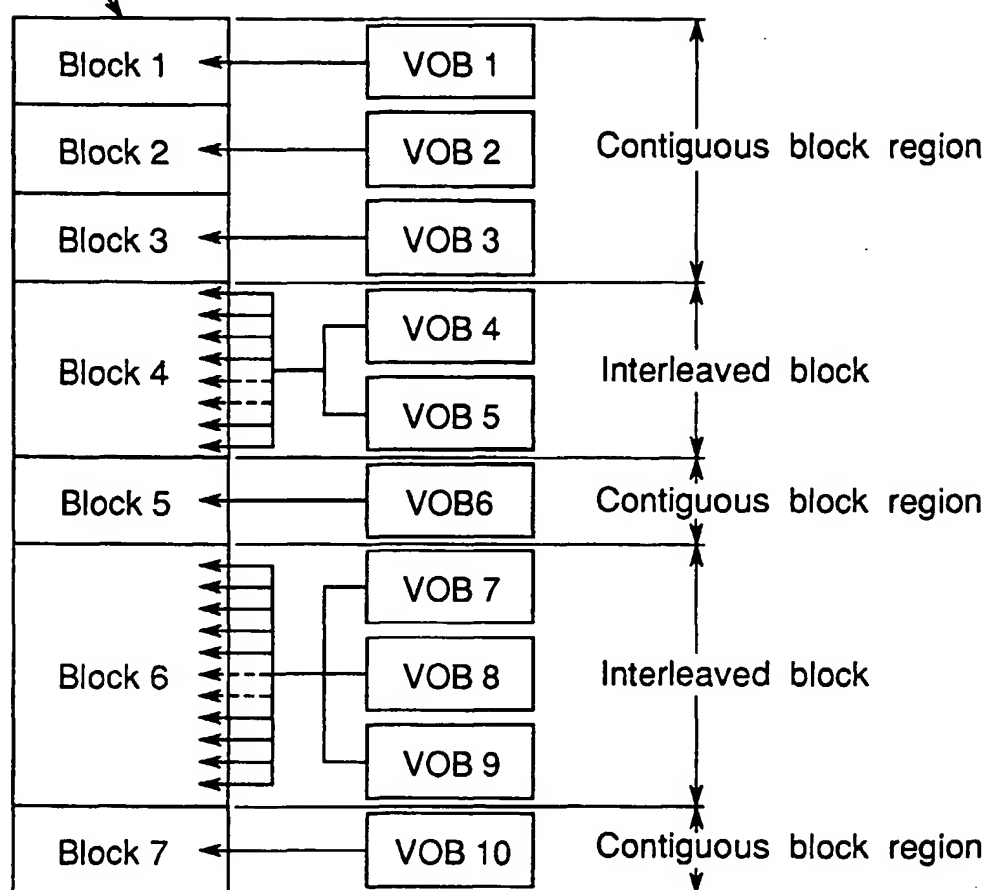 Block 1
VOB 1
Block 2
VOB 2
Contiguous block region
Block 3
VOB 3
VOB 4
Block 4
Interleaved block
VOB 5
Block 5
VOB6
Contiguous block region
VOB 7
Block 6
VOB 8
Interleaved block
VOB 9
Block 7
VOB 10
Contiguous block region